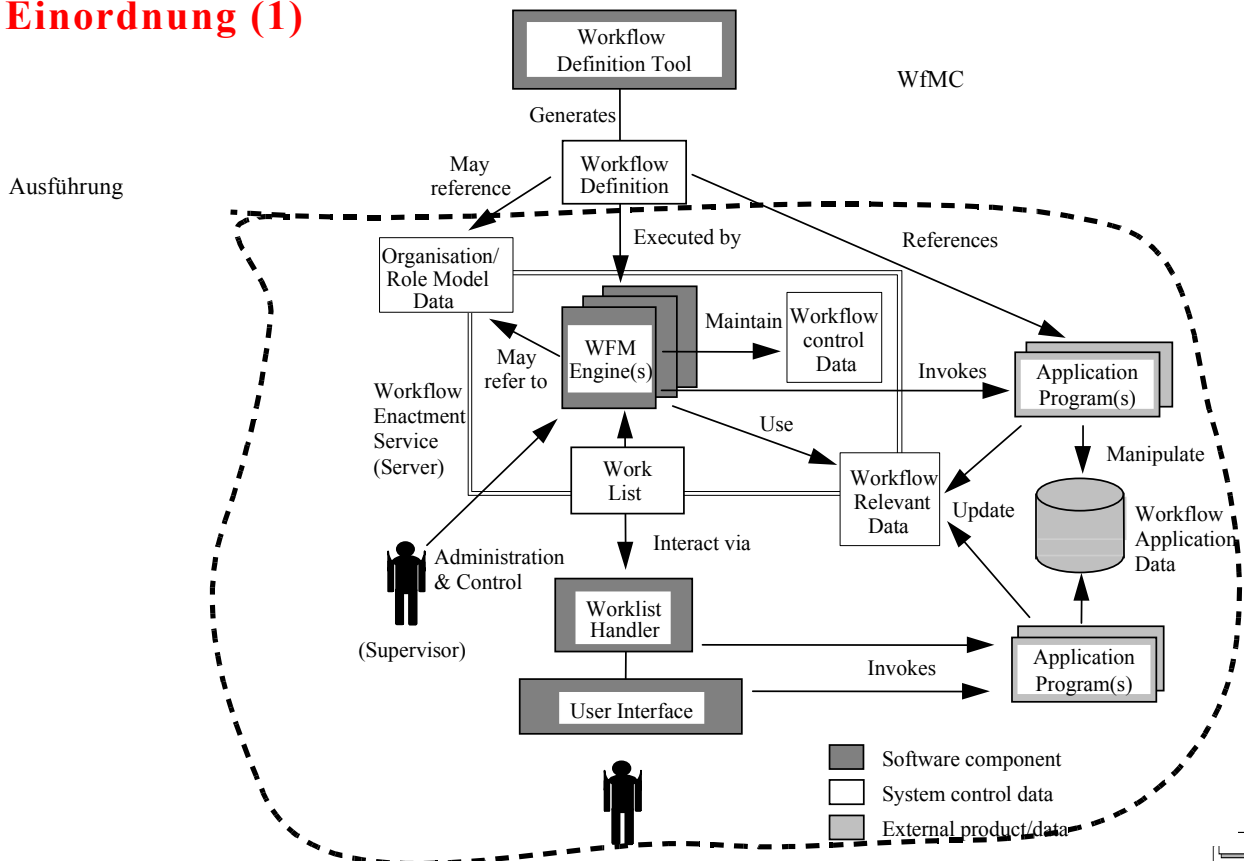 Einordnung (1)
Workflow
Definition Tool
WfMC
Generates
May
reference
Workflow
Definition
Ausführung
Executed by
References
Organisation/
Role Model
Data
Maintain
Workflow
control
Data
WFM
Engine(s)
May
refer to
Invokes
Application
Program(s)
Workflow
Enactment
Service
(Server)
Use
Manipulate
Work
List
Workflow
Relevant
Data
Update
Workflow
Application
Data
Interact via
Administration
& Control
(Supervisor)
Worklist
Handler
Invokes
Application
Program(s)
User Interface
Software component
System control data
External product/data